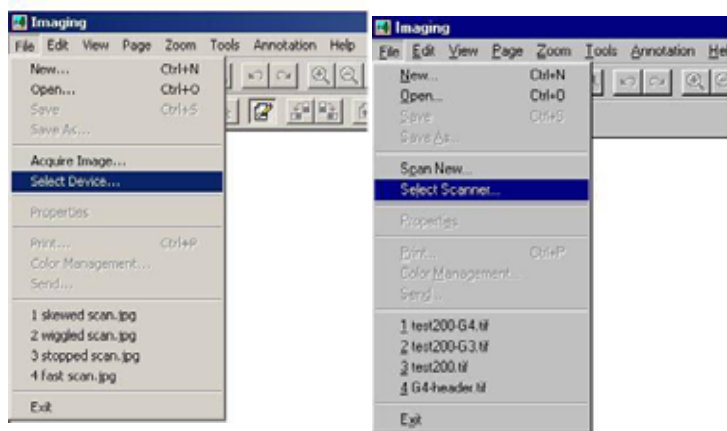 Imaging
File Edit View Page Zoom Tools Annotation Help
New... Ctrl+N
Open... Ctrl+O
Save Ctrl+S
Save As...
Acquire Image...
Select Device...
Properties
Print... Ctrl+P
Color Management...
Send...
1 skewed scan.jpg
2 wiggled scan.jpg
3 stopped scan.jpg
4 fast scan.jpg
Exit
Imaging
File Edit View Page Zoom Tools Annotation Hel
New... Ctrl+N
Open... Ctrl+O
Save Ctrl+S
Save As...
Scan New...
Select Scanner...
Properties
Print... Ctrl+P
Color Management...
Send...
1 test200-G4.tif
2 test200-G3.tif
3 test200.tif
4 G4-header.tif
Exit